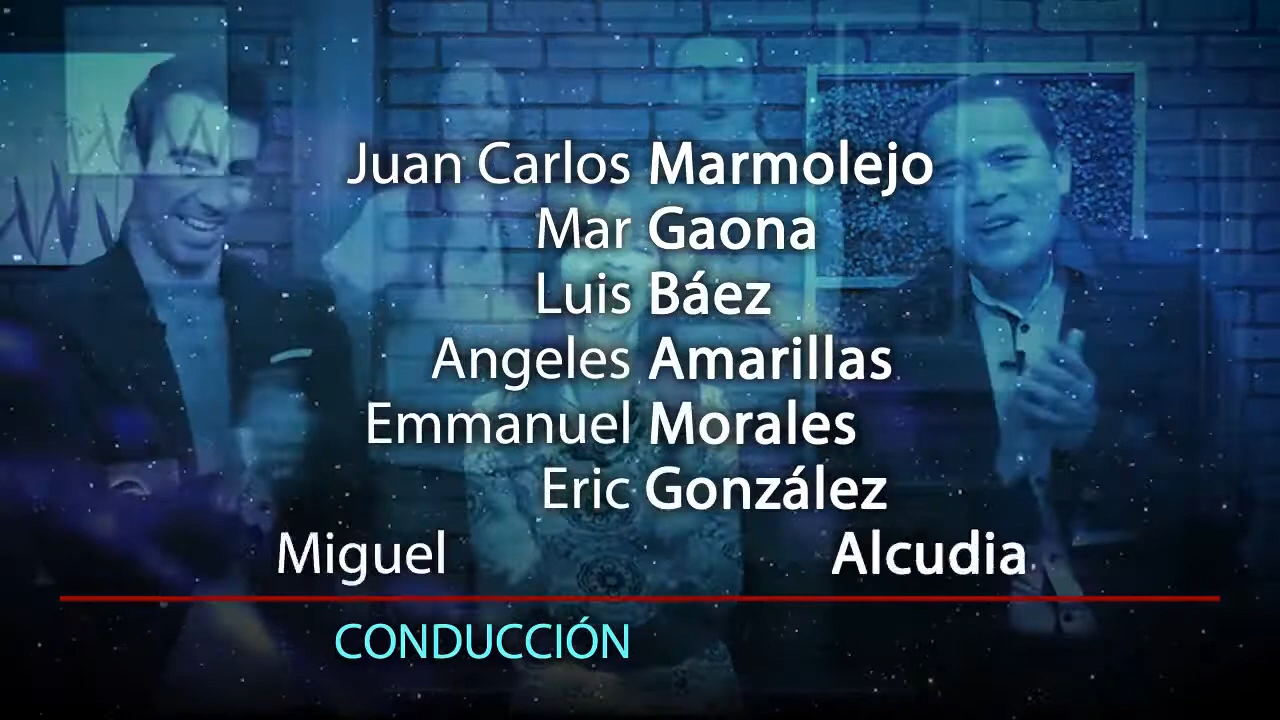 Juan Carlos Marmolejo
Mar Gaona
Luis Báez
Angeles Amarillas
Emmanuel Morales
Eric González
Miguel Alcudia
CONDUCCIÓN